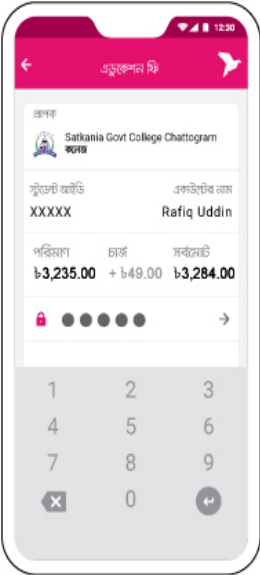 12:30
এডুকেশন ফি
প্রাপক
Satkania Govt College Chattogram
কলেজ
স্টুডেন্ট আইডি একাউন্টের নাম
XXXXX Rafiq Uddin
পরিমাণ চার্জ সর্বমোট
৳3,235.00 + ৳49.00 ৳3,284.00
1 2 3
4 5 6
7 8 9
0